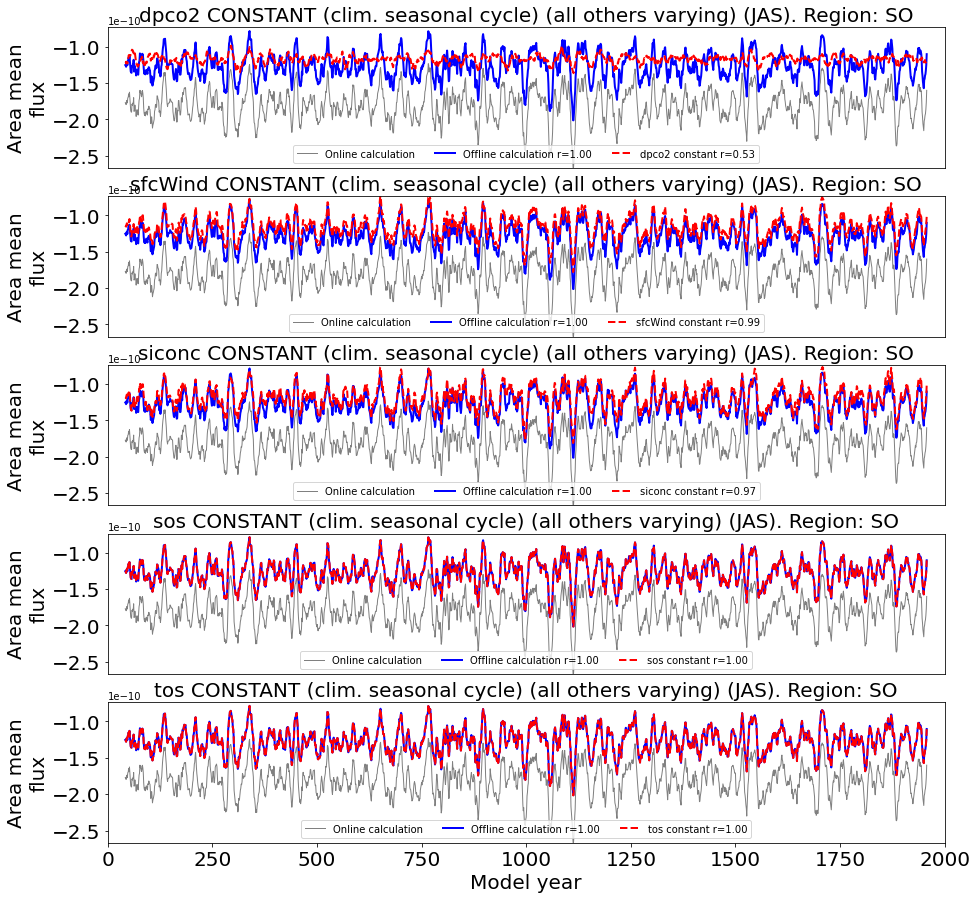 dpco2 CONSTANT (clim. seasonal cycle) (all others varying) (JAS). Region: SO
1e−10
Area mean
flux
−1.0
−1.5
−2.0
−2.5
Online calculation
Offline calculation r=1.00
dpco2 constant r=0.53
sfcWind CONSTANT (clim. seasonal cycle) (all others varying) (JAS). Region: SO
1e−10
Area mean
flux
−1.0
−1.5
−2.0
−2.5
Online calculation
Offline calculation r=1.00
sfcWind constant r=0.99
siconc CONSTANT (clim. seasonal cycle) (all others varying) (JAS). Region: SO
1e−10
Area mean
flux
−1.0
−1.5
−2.0
−2.5
Online calculation
Offline calculation r=1.00
siconc constant r=0.97
sos CONSTANT (clim. seasonal cycle) (all others varying) (JAS). Region: SO
1e−10
Area mean
flux
−1.0
−1.5
−2.0
−2.5
Online calculation
Offline calculation r=1.00
sos constant r=1.00
tos CONSTANT (clim. seasonal cycle) (all others varying) (JAS). Region: SO
1e−10
Area mean
flux
−1.0
−1.5
−2.0
−2.5
Online calculation
Offline calculation r=1.00
tos constant r=1.00
0 250 500 750 1000 1250 1500 1750 2000
Model year